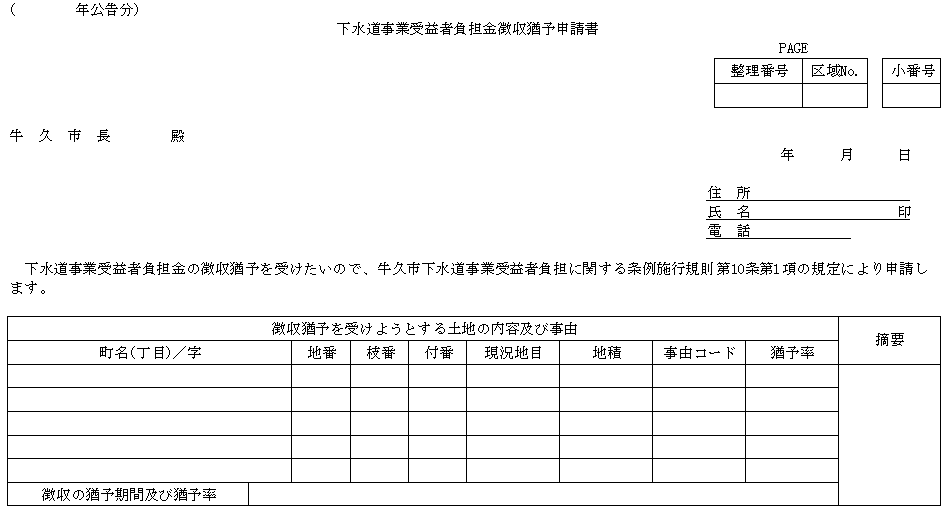 (　　　　年公告分)
下水道事業受益者負担金徴収猶予申請書
PAGE
整理番号　区域No.　小番号
牛　久　市　長　　　　殿
年　　　月　　　日
住　所
氏　名　　　　　　　　　　印
電　話
　下水道事業受益者負担金の徴収猶予を受けたいので、牛久市下水道事業受益者負担に関する条例施行規則第10条第1項の規定により申請し
ます。
徴収猶予を受けようとする土地の内容及び事由　摘要
町名(丁目)／字　地番　枝番　付番　現況地目　地積　事由コード　猶予率
徴収の猶予期間及び猶予率